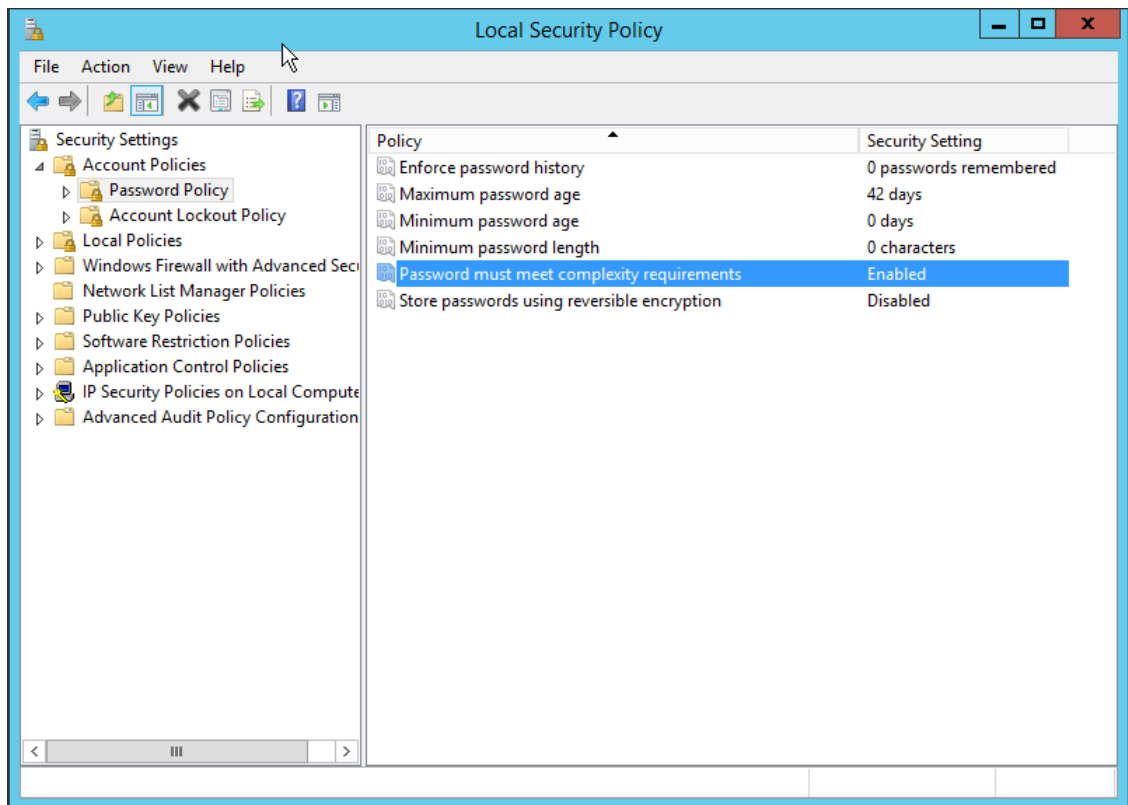 Local Security Policy
File Action View Help
Security Settings
Account Policies
Password Policy
Account Lockout Policy
Local Policies
Windows Firewall with Advanced Secu
Network List Manager Policies
Public Key Policies
Software Restriction Policies
Application Control Policies
IP Security Policies on Local Compute
Advanced Audit Policy Configuration
Policy Security Setting
Enforce password history 0 passwords remembered
Maximum password age 42 days
Minimum password age 0 days
Minimum password length 0 characters
Password must meet complexity requirements Enabled
Store passwords using reversible encryption Disabled